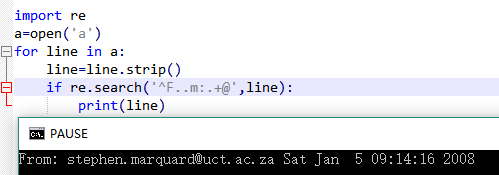 import re
a=open('a')
for line in a:
line=line.strip()
if re.search('^F..m:.+@',line):
print(line)
C:\. PAUSE
From: stephen.marquard@uct.ac.za Sat Jan  5 09:14:16 2008